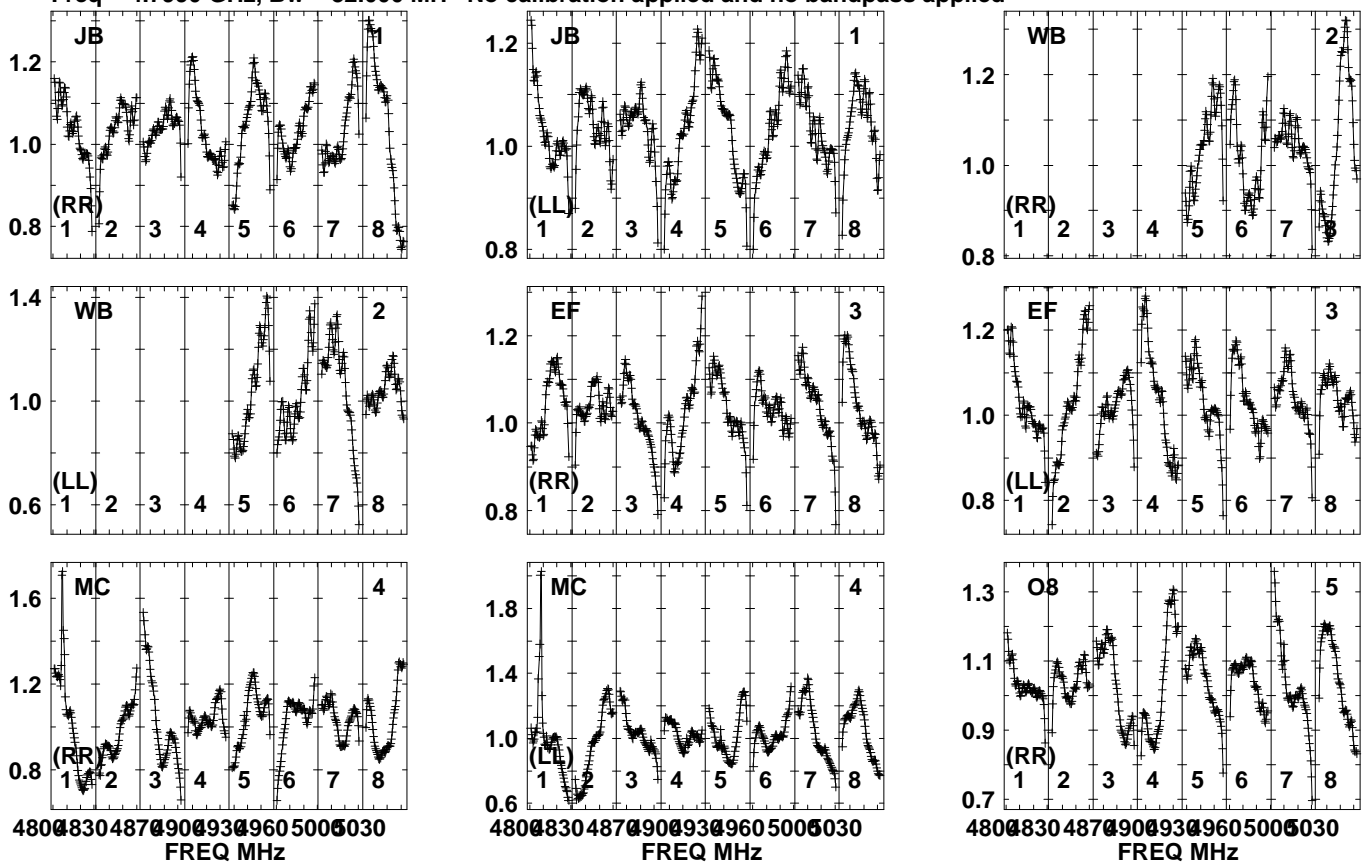 No calibration applied and no bandpass applied
JB 1
1.2
1.0
0.8
(RR)
1 2 3 4 5 6 7 8
JB 1
1.2
1.0
0.8
(LL)
1 2 3 4 5 6 7 8
WB 2
1.2
1.0
0.8
(RR)
1 2 3 4 5 6 7 8
WB 2
1.4
1.2
1.0
0.6
(LL)
1 2 3 4 5 6 7 8
EF 3
1.2
1.0
0.8
(RR)
1 2 3 4 5 6 7 8
EF 3
1.2
1.0
0.8
(LL)
1 2 3 4 5 6 7 8
MC 4
1.6
1.2
0.8
(RR)
1 2 3 4 5 6 7 8
MC 4
1.8
1.4
1.0
0.6
(LL)
1 2 3 4 5 6 7 8
O8 5
1.3
1.1
0.9
0.7
(RR)
1 2 3 4 5 6 7 8
4800 4830 4870 4900 4930 4960 5000 5030
FREQ MHz
4800 4830 4870 4900 4930 4960 5000 5030
FREQ MHz
4800 4830 4870 4900 4930 4960 5000 5030
FREQ MHz